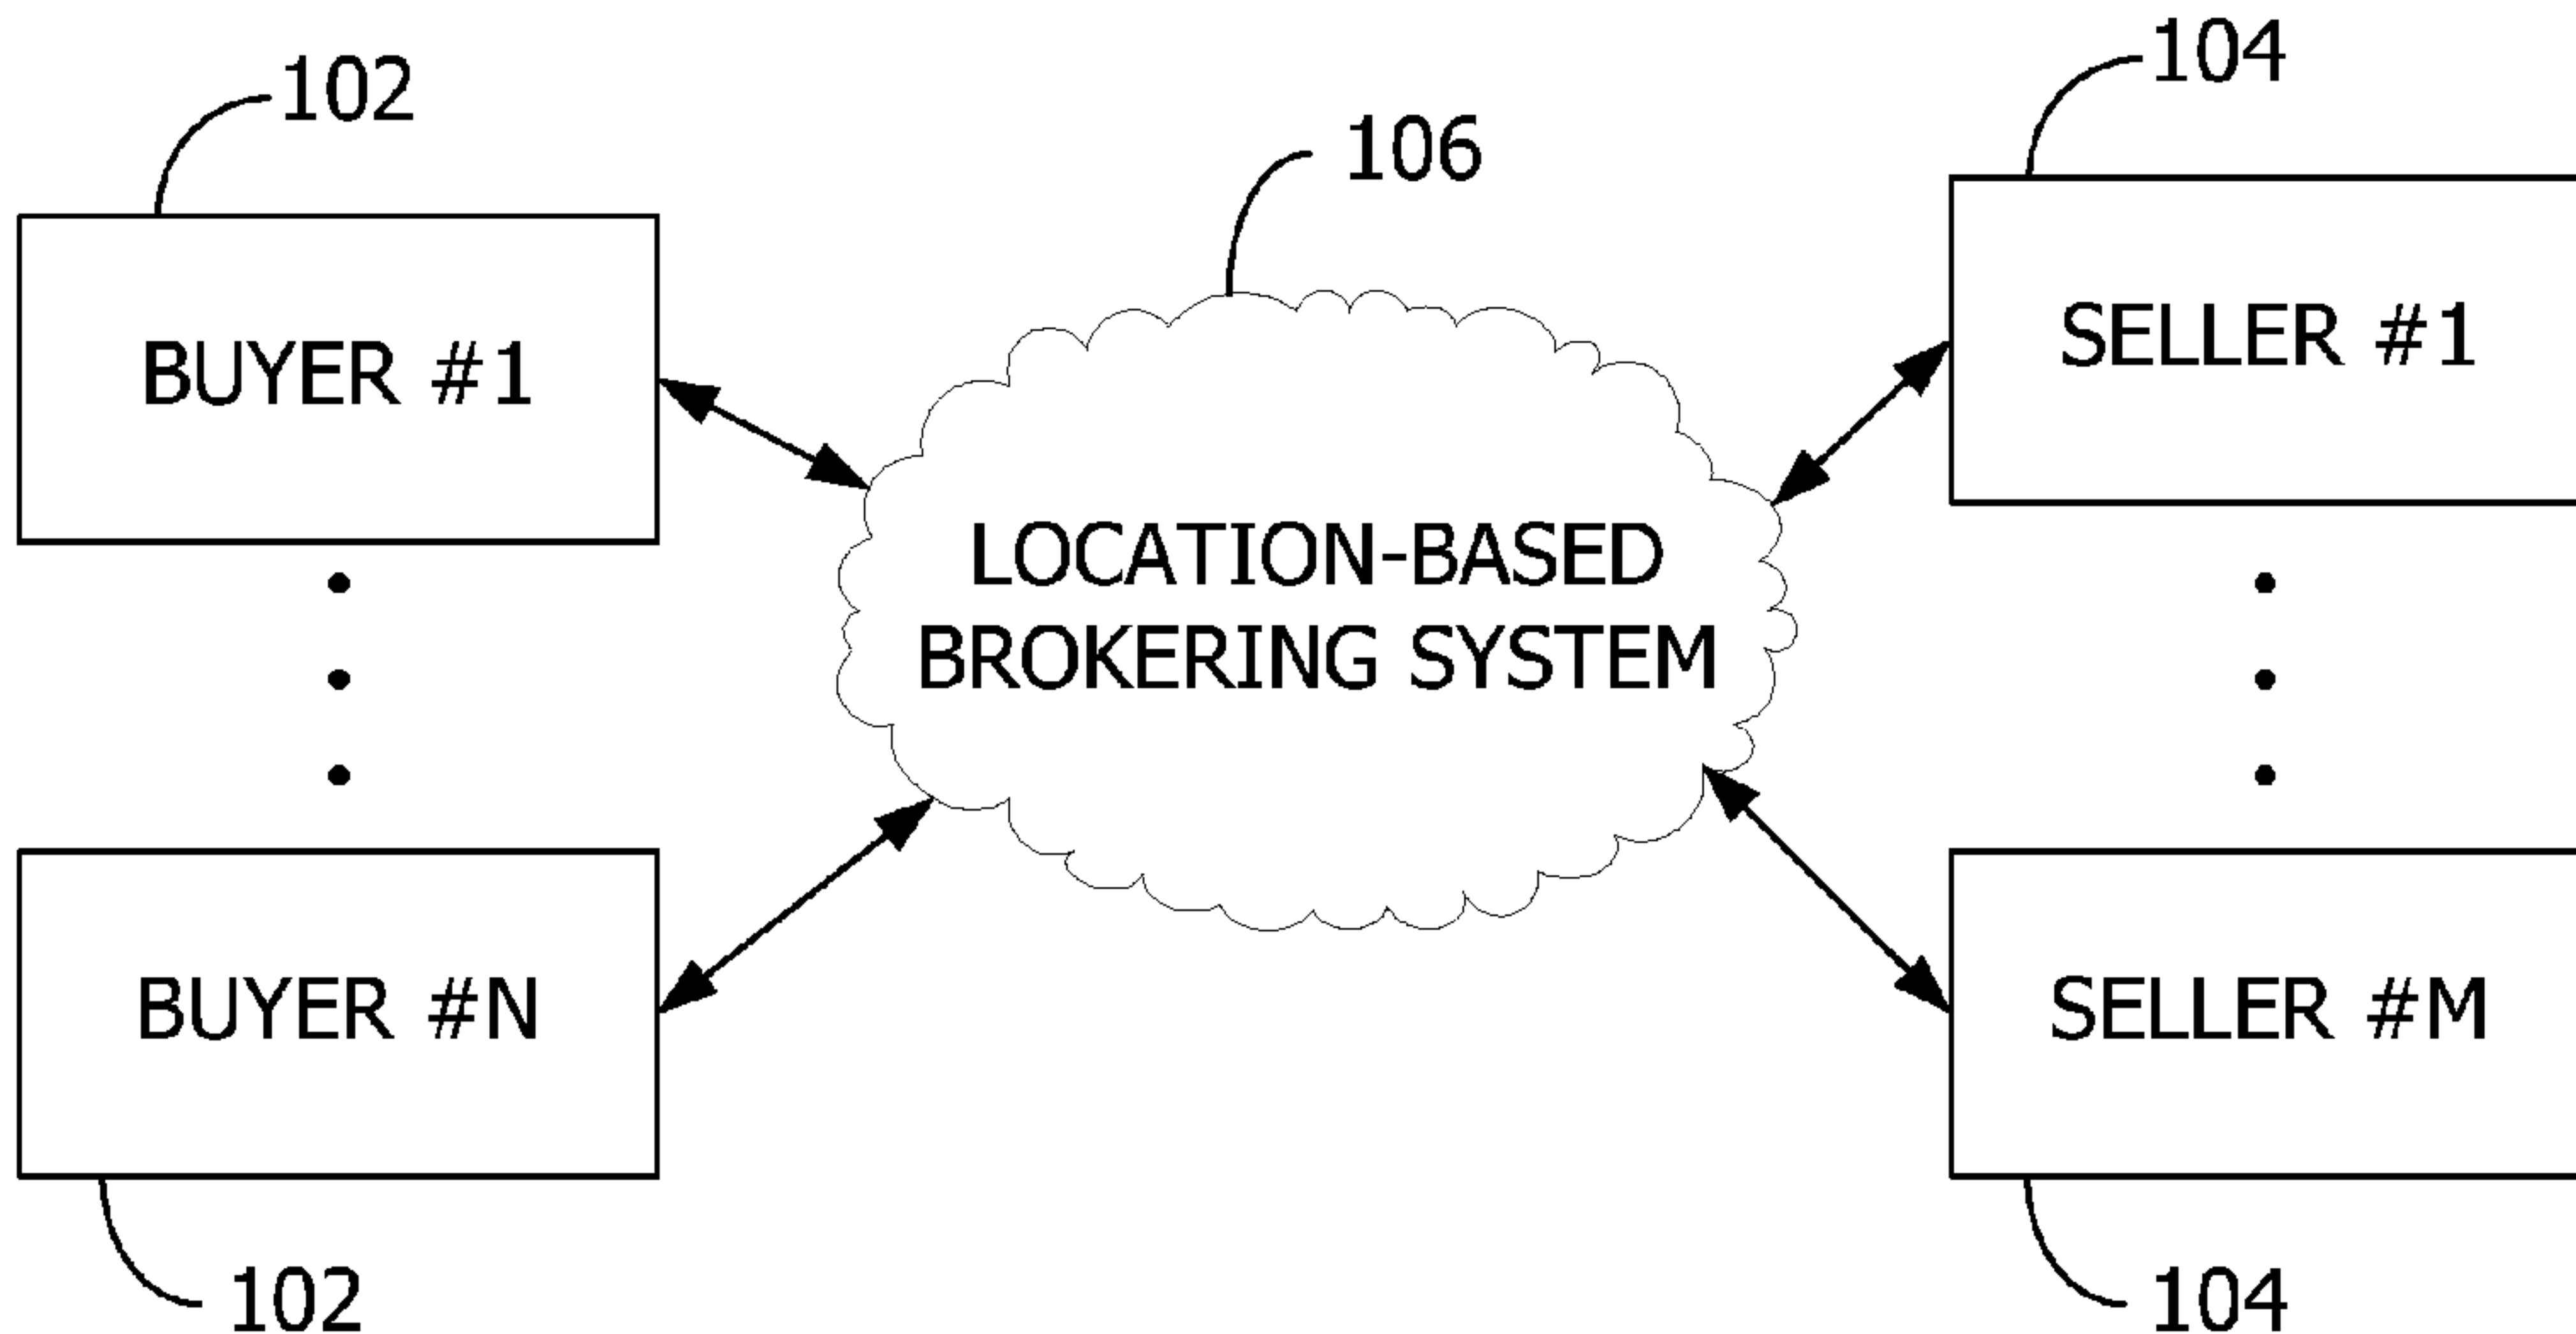 102
104
106
BUYER #1
SELLER #1
LOCATION-BASED
BROKERING SYSTEM
BUYER #N
SELLER #M
102
104